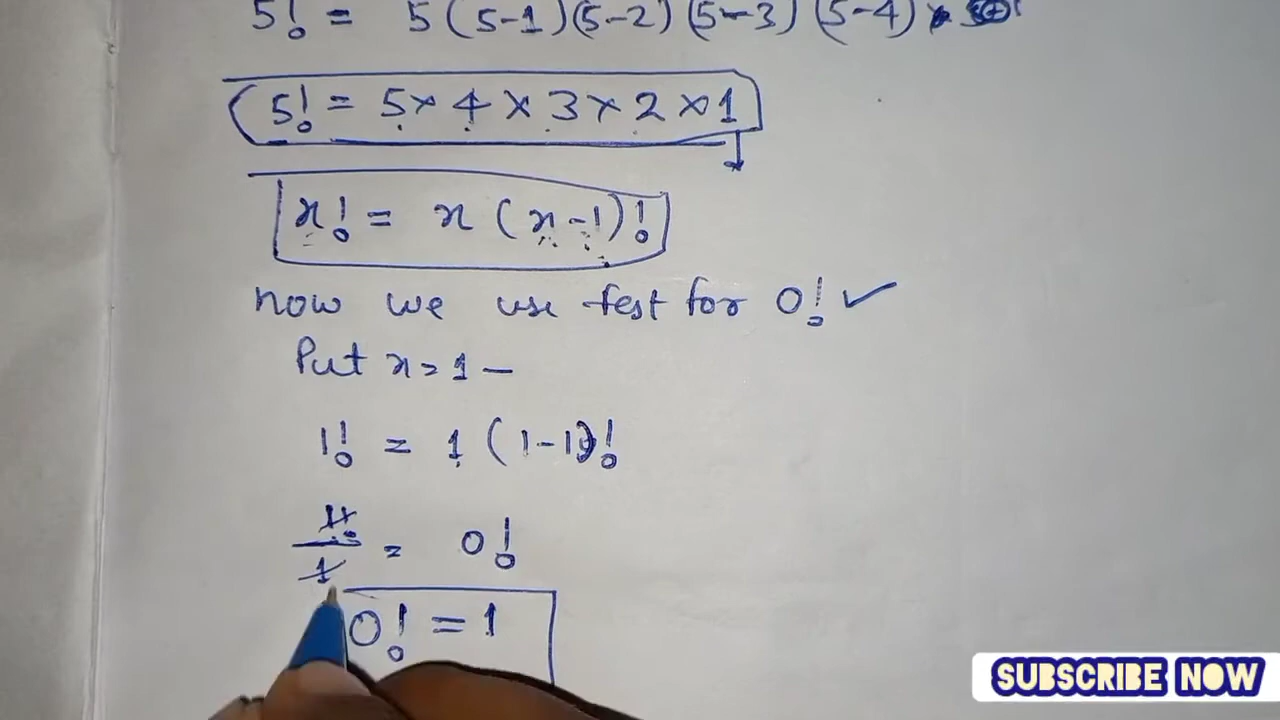 5! = 5 (5-1) (5-2) (5-3) (5-4)
5! = 5 × 4 × 3 × 2 × 1
x! = x (x-1)!
now we use test for 0! ✓
Put x = 1 -
1! = 1 (1-1)!
1!/1 = 0!
0! = 1
SUBSCRIBE NOW